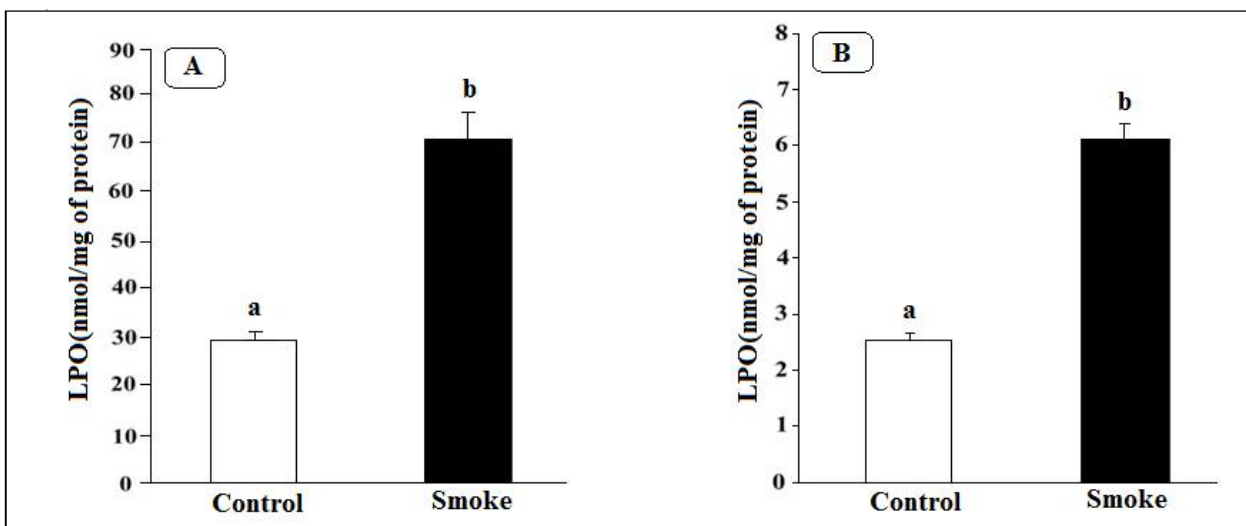 A
LPO(nmol/mg of protein)
90
80
70
60
50
40
30
20
10
0
a
b
Control
Smoke
B
LPO(nmol/mg of protein)
8
7
6
5
4
3
2
1
0
a
b
Control
Smoke